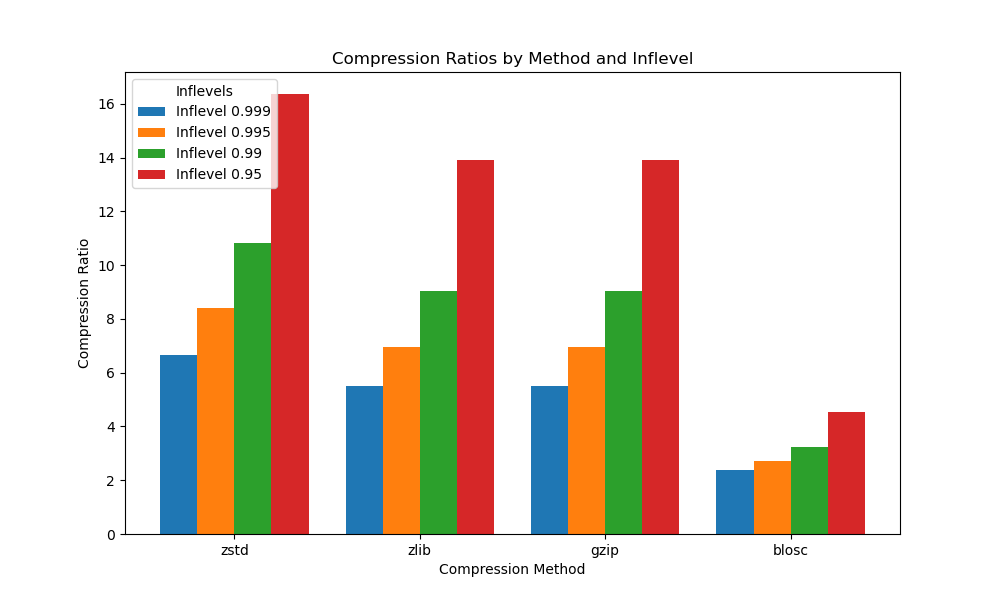 Compression Ratios by Method and Inflevel
Inflevels
Inflevel 0.999
Inflevel 0.995
Inflevel 0.99
Inflevel 0.95
Compression Ratio
16
14
12
10
8
6
4
2
0
zstd
zlib
gzip
blosc
Compression Method